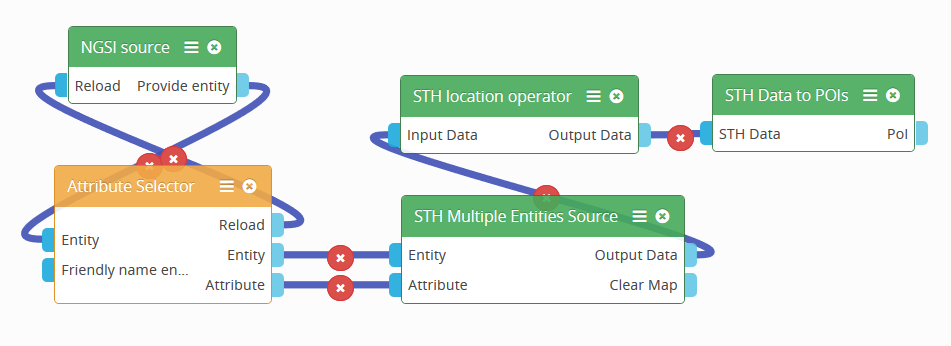 NGSI source
Reload Provide entity
Attribute Selector
Reload
Entity
Entity
Friendly name en...
Attribute
STH location operator
Input Data Output Data
STH Data to POIs
STH Data PoI
STH Multiple Entities Source
Entity Output Data
Attribute Clear Map